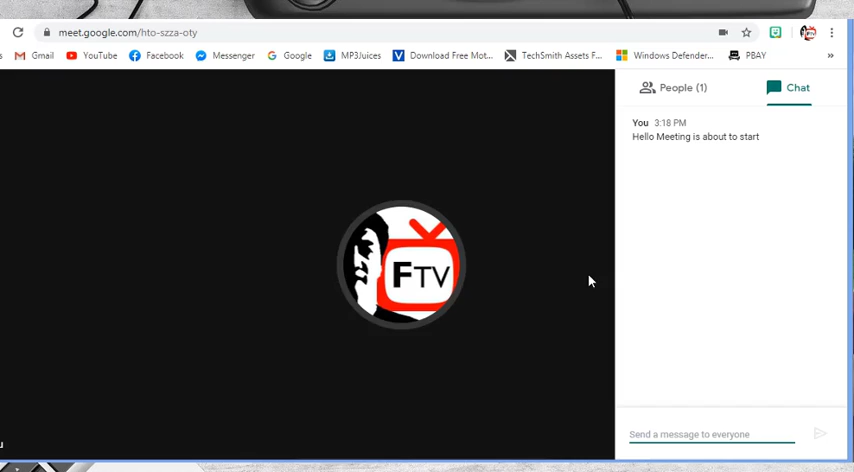 meet.google.com/hto-szza-oty
s Gmail YouTube Facebook Messenger Google MP3Juices Download Free Mot... TechSmith Assets F... Windows Defender... PBAY »
People (1) Chat
You 3:18 PM
Hello Meeting is about to start
FTV
Send a message to everyone
u